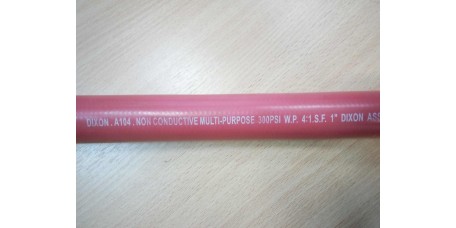 DIXON . A104 . NON CONDUCTIVE MULTI-PURPOSE 300PSI W.P. 4:1.S.F. 1" DIXON